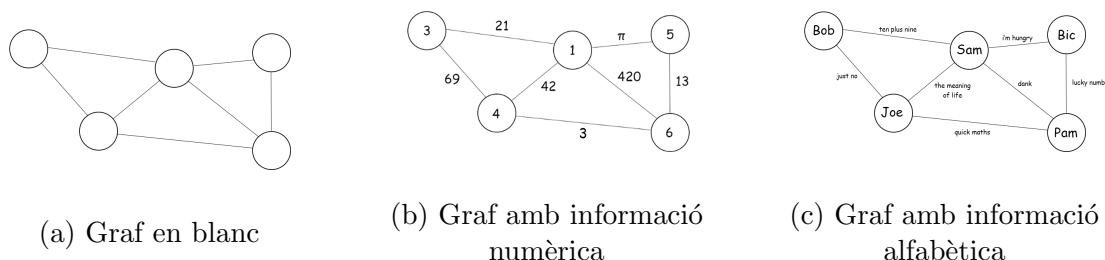 3
21
1
π
5
69
42
420
13
4
3
6
Bob
ten plus nine
Sam
i'm hungry
Bic
just no
the meaning
of life
dank
lucky numb
Joe
quick maths
Pam
(a) Graf en blanc
(b) Graf amb informació
numèrica
(c) Graf amb informació
alfabètica